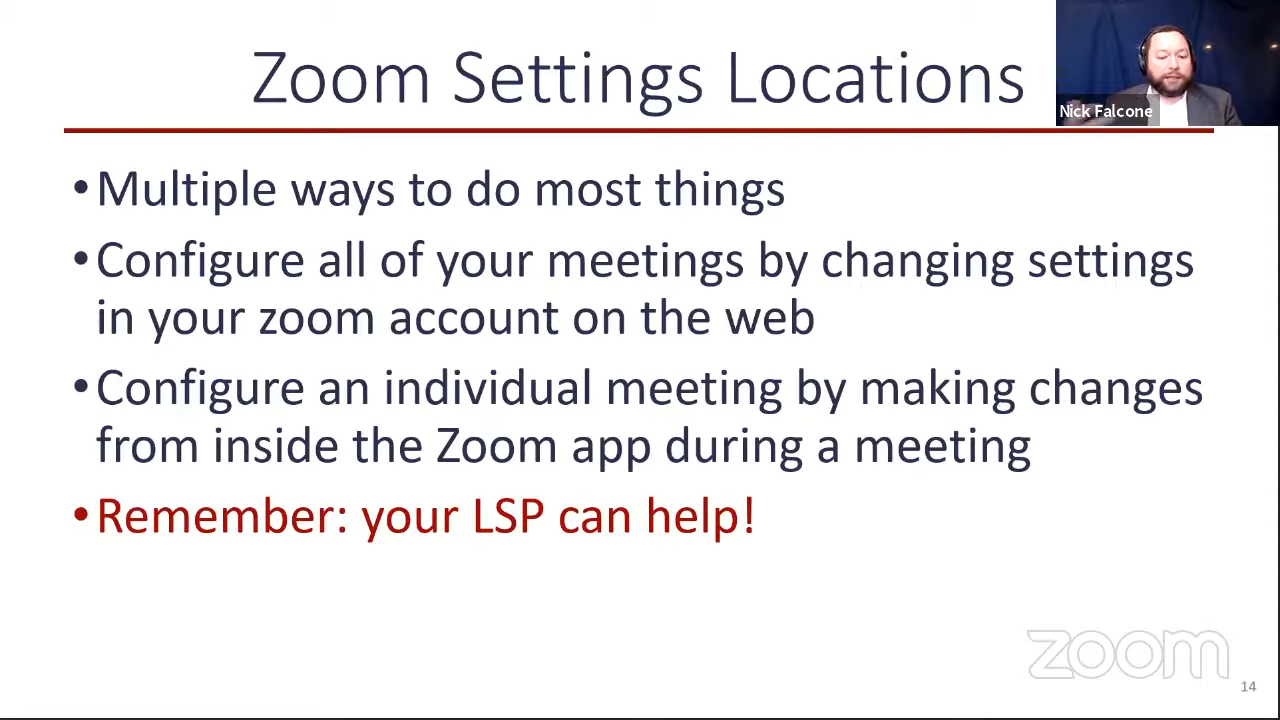 Zoom Settings Locations
Nick Falcone
•Multiple ways to do most things
•Configure all of your meetings by changing settings
in your zoom account on the web
•Configure an individual meeting by making changes
from inside the Zoom app during a meeting
•Remember: your LSP can help!
zoom
14